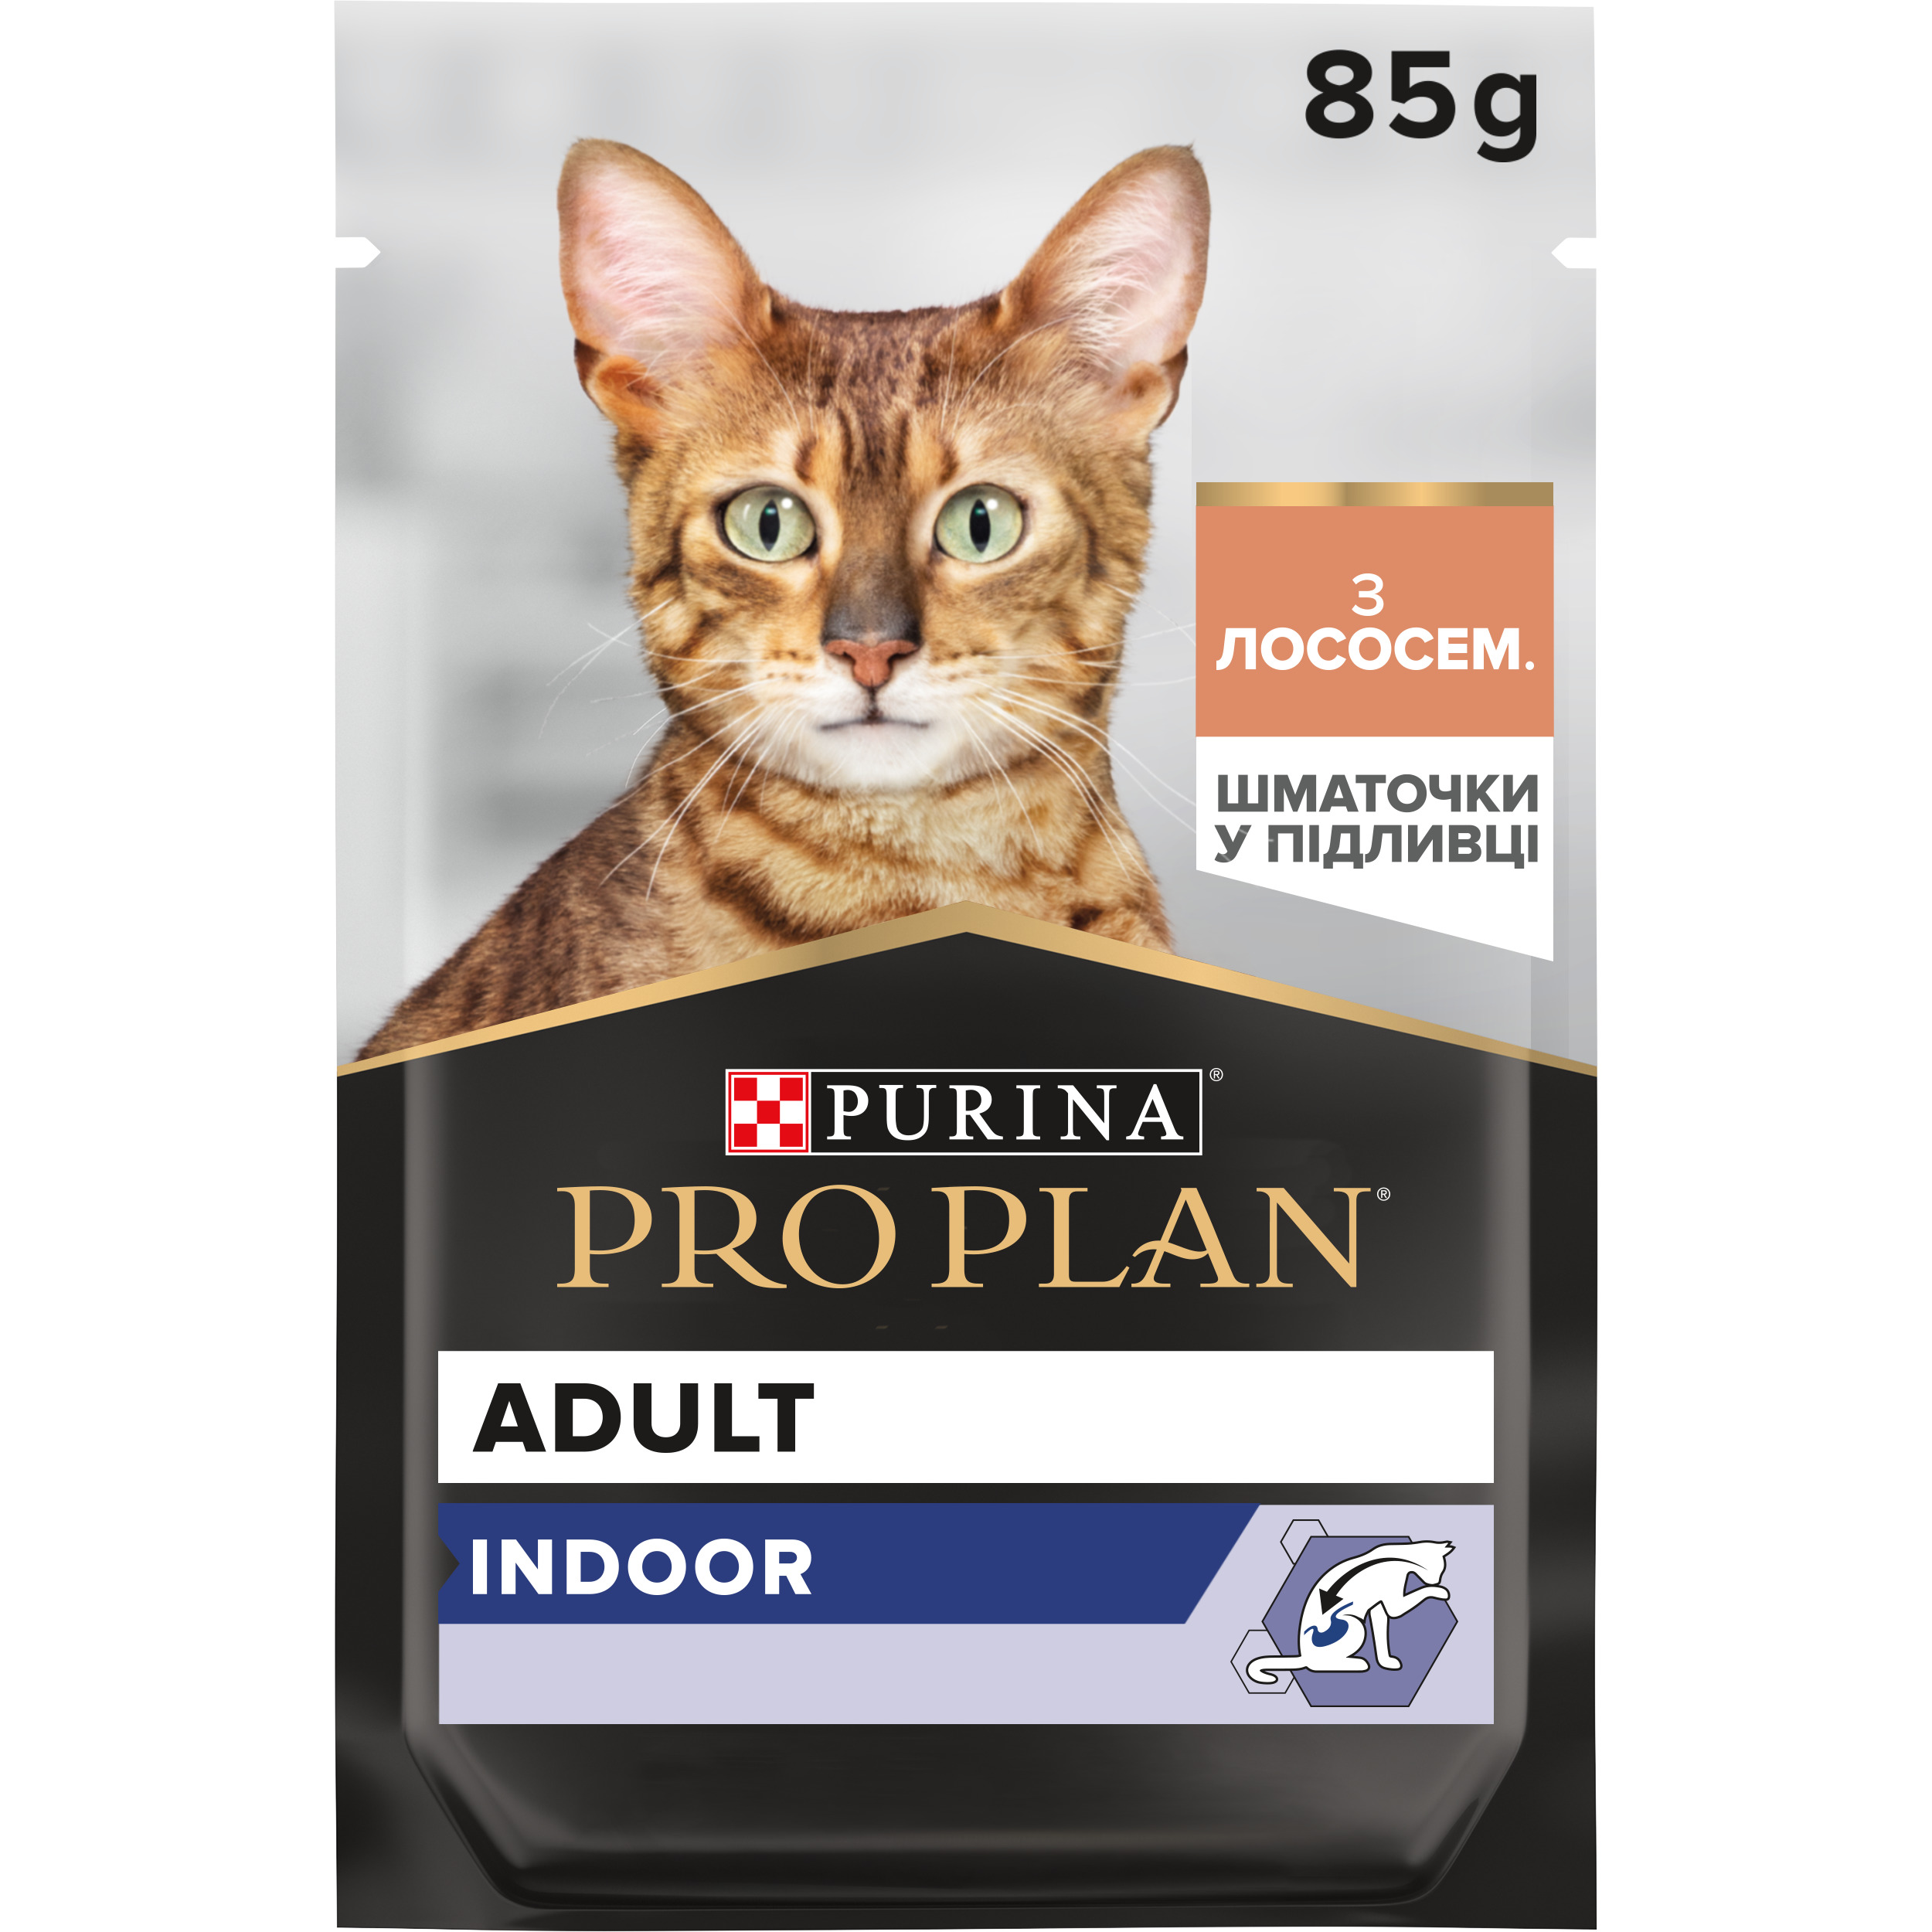 85g
З
ЛОСОСЕМ.
ШМАТОЧКИ
У ПІДЛИВЦІ
PURINA®
PRO PLAN®
ADULT
INDOOR